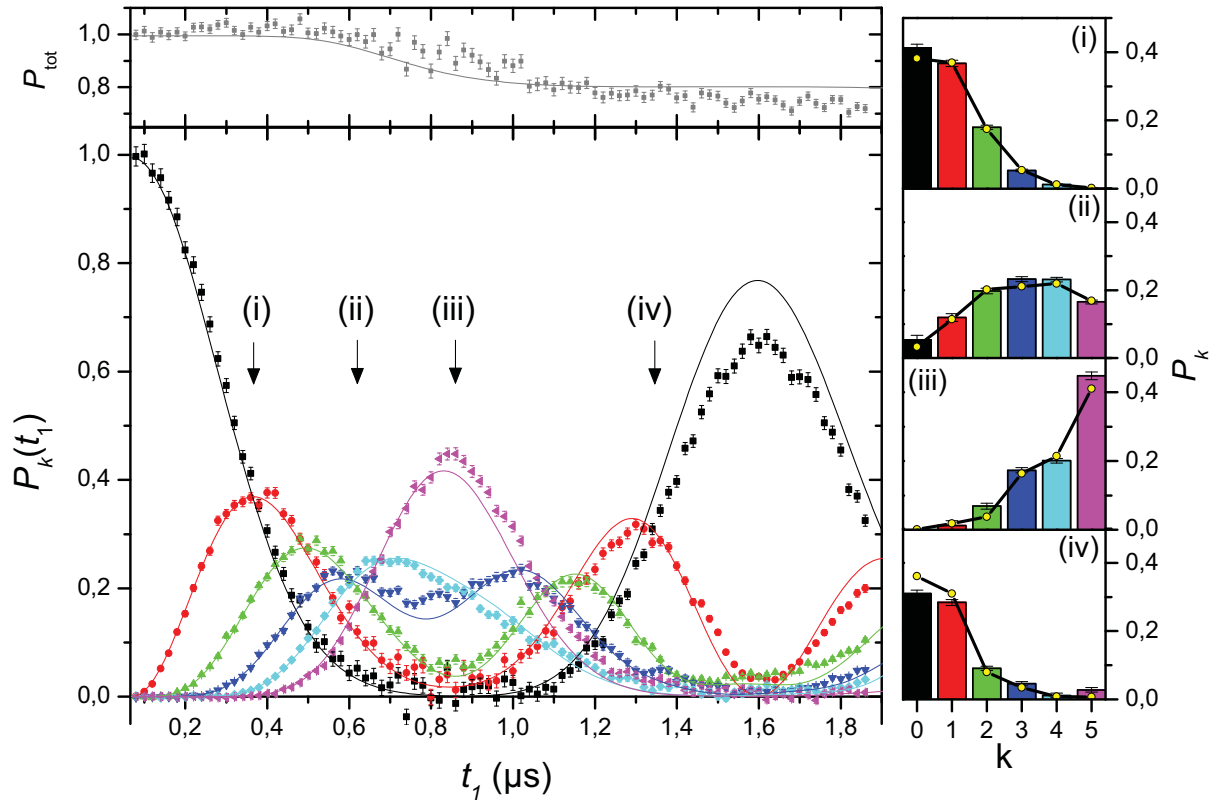 P_tot
1,0
0,8
P_k(t_1)
1,0
0,8
0,6
0,4
0,2
0,0
(i)
(ii)
(iii)
(iv)
0,2 0,4 0,6 0,8 1,0 1,2 1,4 1,6 1,8
t_1 (μs)
(i)
0,4
0,2
0,0
(ii)
0,4
0,2
0,0
(iii)
0,4
0,2
0,0
(iv)
0,4
0,2
0,0
P_k
0 1 2 3 4 5
k